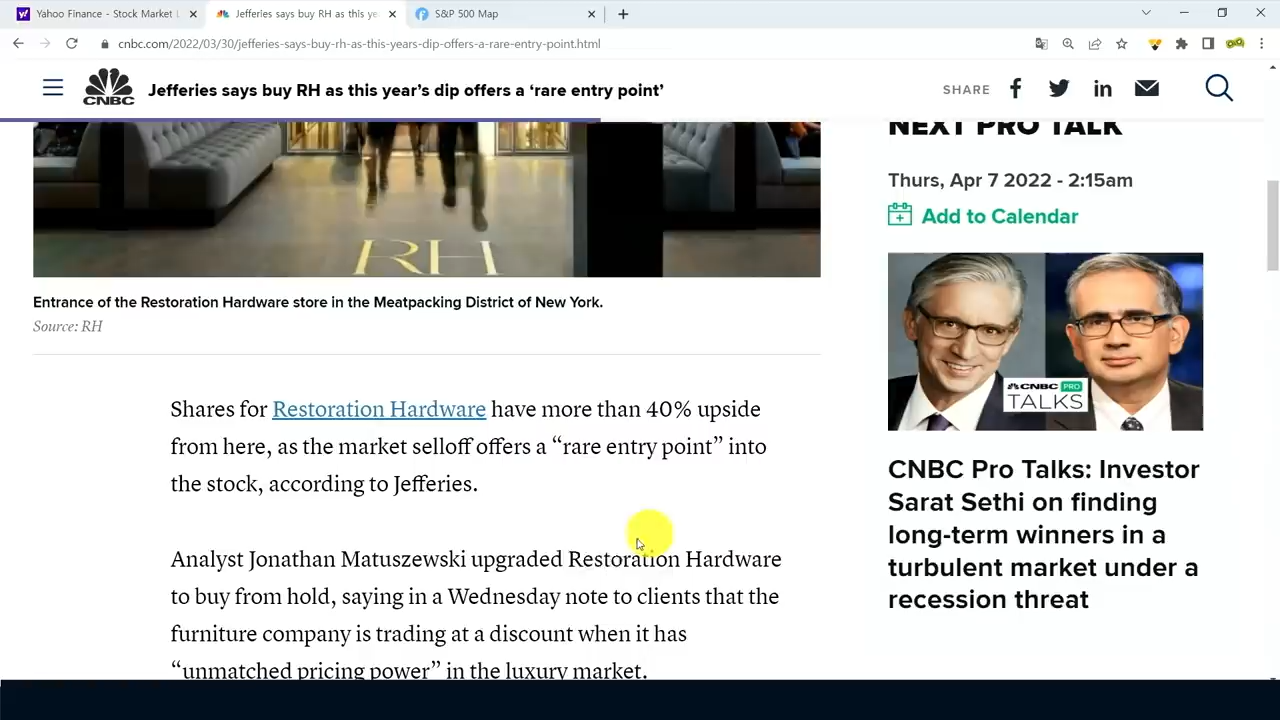 Yahoo Finance - Stock Market L
Jefferies says buy RH as this ye
S&P 500 Map
cnbc.com/2022/03/30/jefferies-says-buy-rh-as-this-years-dip-offers-a-rare-entry-point.html
CNBC
Jefferies says buy RH as this year's dip offers a ‘rare entry point’
SHARE
RH
Entrance of the Restoration Hardware store in the Meatpacking District of New York.
Source: RH
Shares for Restoration Hardware have more than 40% upside
from here, as the market selloff offers a “rare entry point” into
the stock, according to Jefferies.
Analyst Jonathan Matuszewski upgraded Restoration Hardware
to buy from hold, saying in a Wednesday note to clients that the
furniture company is trading at a discount when it has
“unmatched pricing power” in the luxury market.
NEXT PRO TALK
Thurs, Apr 7 2022 - 2:15am
Add to Calendar
CNBC PRO
TALKS
CNBC Pro Talks: Investor
Sarat Sethi on finding
long-term winners in a
turbulent market under a
recession threat